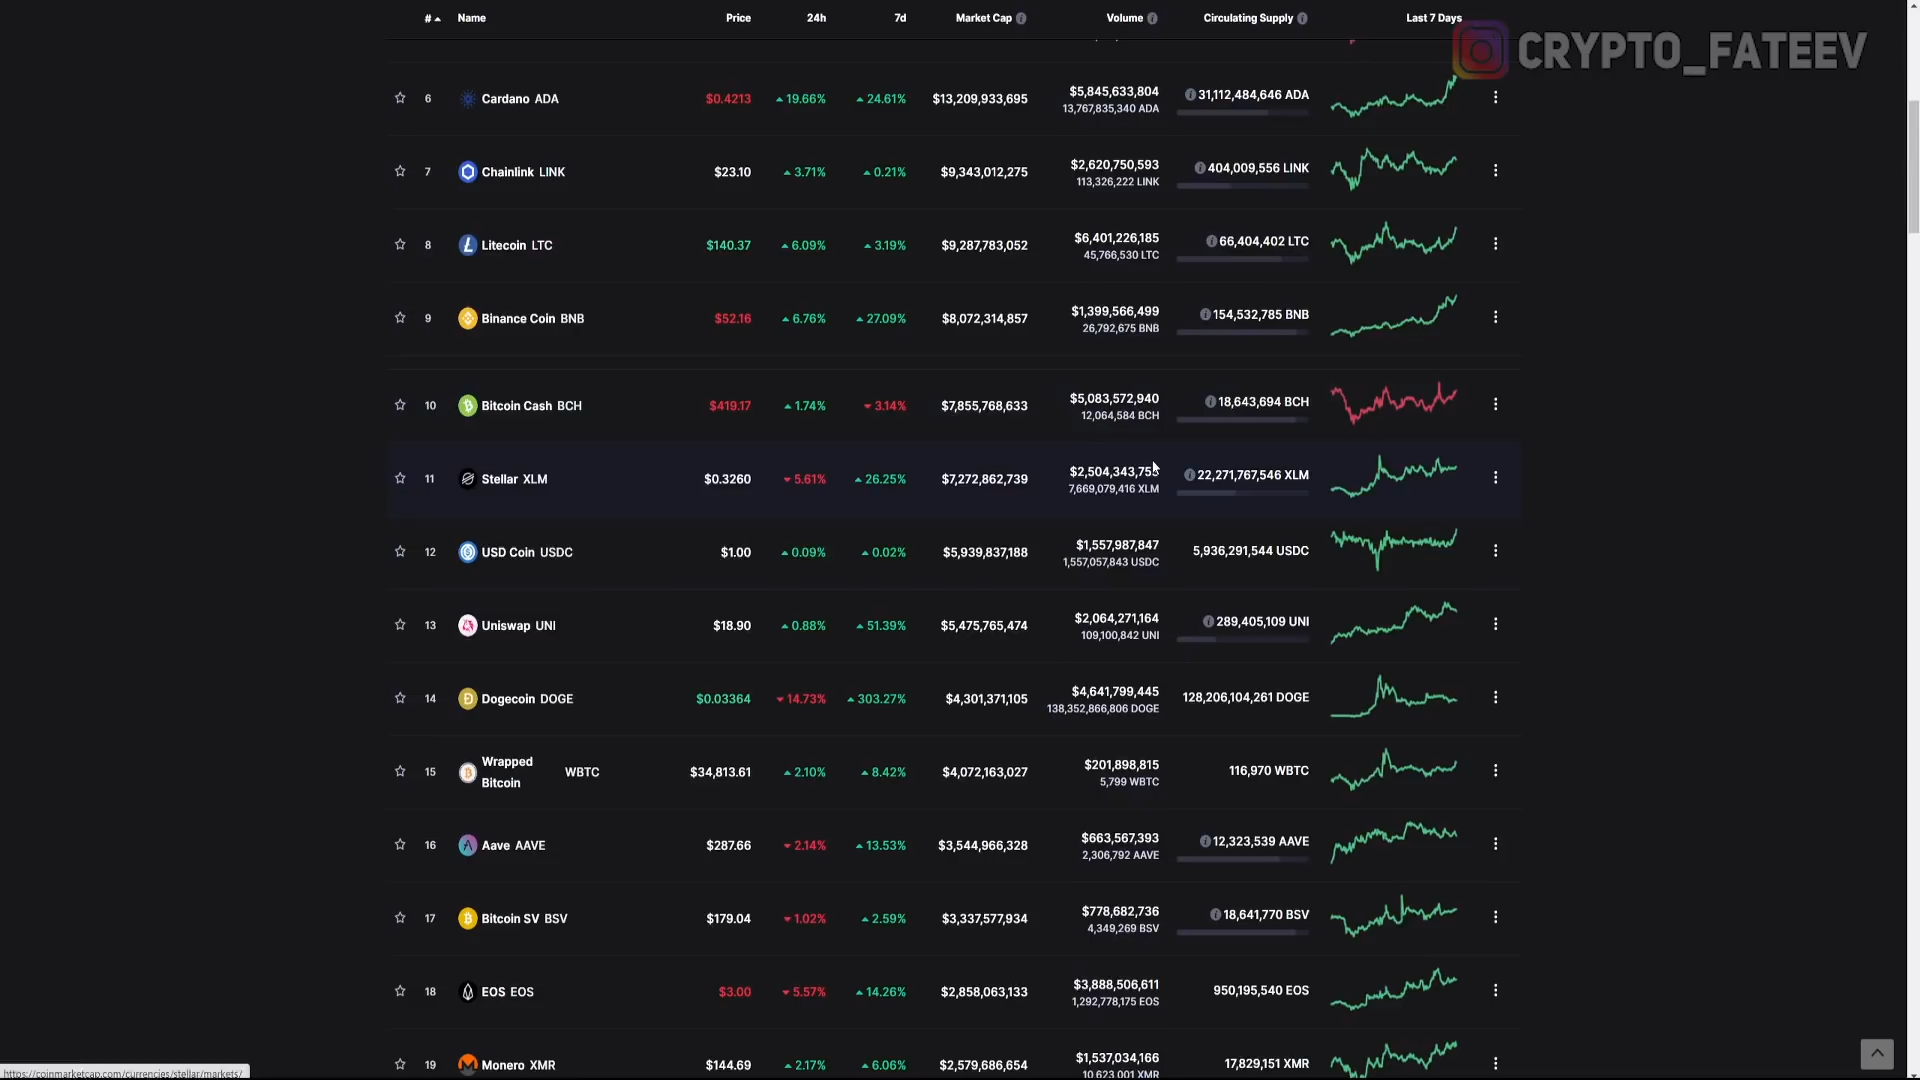 # Name Price 24h 7d Market Cap Volume Circulating Supply Last 7 Days
CRYPTO_FATEEV
6 Cardano ADA $0.4213 19.66% 24.61% $13,209,933,695 $5,845,633,804 31,112,484,646 ADA
13,767,835,340 ADA
7 Chainlink LINK $23.10 3.71% 0.21% $9,343,012,275 $2,620,750,593 404,009,556 LINK
113,326,222 LINK
8 Litecoin LTC $140.37 6.09% 3.19% $9,287,783,052 $6,401,226,185 66,404,402 LTC
45,766,530 LTC
9 Binance Coin BNB $52.16 6.76% 27.09% $8,072,314,857 $1,399,566,499 154,532,785 BNB
26,792,675 BNB
10 Bitcoin Cash BCH $419.17 1.74% 3.14% $7,855,768,633 $5,083,572,940 18,643,694 BCH
12,064,584 BCH
11 Stellar XLM $0.3260 5.61% 26.25% $7,272,862,739 22,271,767,546 XLM
7,669,079,416 XLM
12 USD Coin USDC $1.00 0.09% 0.02% $5,939,837,188 $1,557,987,847 5,936,291,544 USDC
1,557,057,843 USDC
13 Uniswap UNI $18.90 0.88% 51.39% $5,475,765,474 $2,064,271,164 289,405,109 UNI
109,100,842 UNI
14 Dogecoin DOGE $0.03364 14.73% 303.27% $4,301,371,105 $4,641,799,445 128,206,104,261 DOGE
138,352,866,806 DOGE
15 Wrapped Bitcoin WBTC $34,813.61 2.10% 8.42% $4,072,163,027 $201,898,815 116,970 WBTC
5,799 WBTC
16 Aave AAVE $287.66 2.14% 13.53% $3,544,966,328 $663,567,393 12,323,539 AAVE
2,306,792 AAVE
17 Bitcoin SV BSV $179.04 1.02% 2.59% $3,337,577,934 $778,682,736 18,641,770 BSV
4,349,269 BSV
18 EOS EOS $3.00 5.57% 14.26% $2,858,063,133 $3,888,506,611 950,195,540 EOS
1,292,778,175 EOS
19 Monero XMR $144.69 2.17% 6.06% $2,579,686,654 $1,537,034,166 17,829,151 XMR
10,623,001 XMR
https://coinmarketcap.com/currencies/stellar/markets/